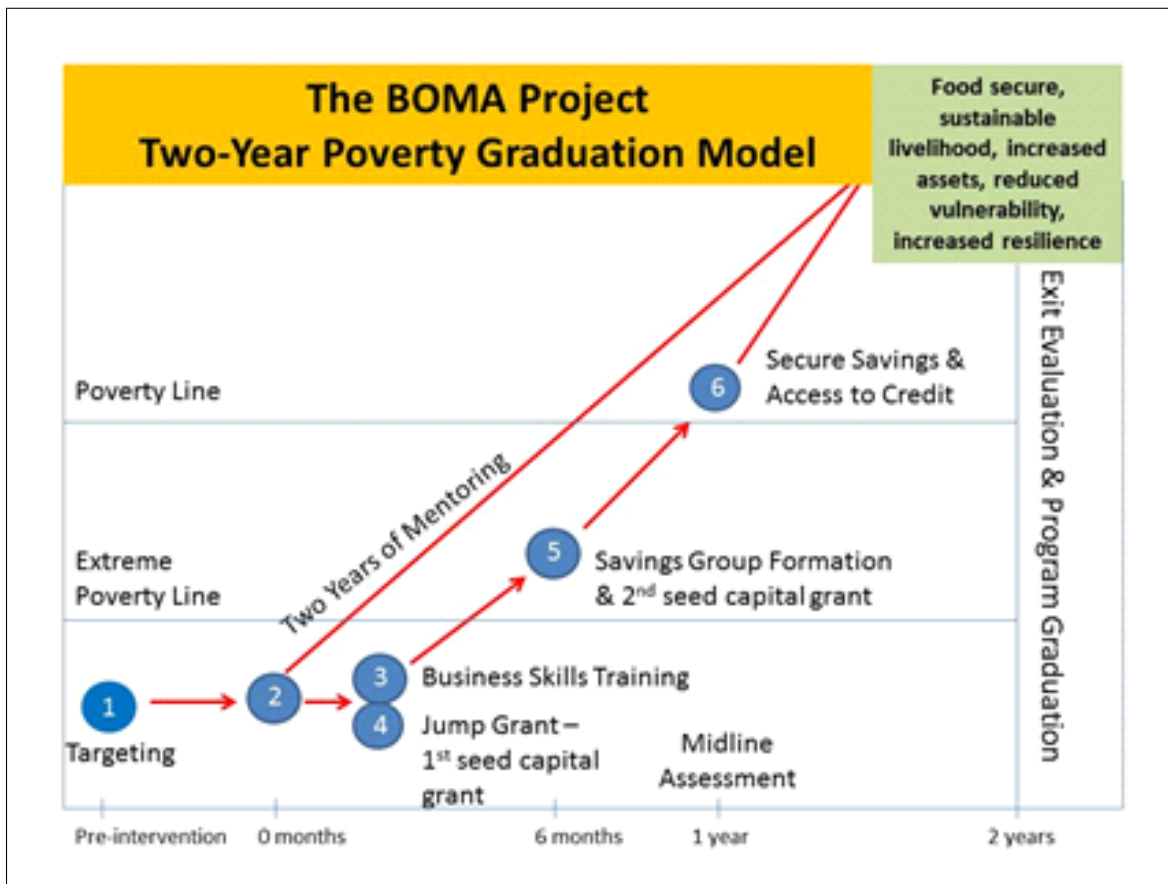 The BOMA Project
Two-Year Poverty Graduation Model
Food secure,
sustainable
livelihood, increased
assets, reduced
vulnerability,
increased resilience
Exit Evaluation & Program Graduation
Poverty Line
6
Secure Savings &
Access to Credit
Two Years of Mentoring
Extreme
Poverty Line
5
Savings Group Formation
& 2nd seed capital grant
1
Targeting
2
3
Business Skills Training
4
Jump Grant –
1st seed capital
grant
Midline
Assessment
Pre-intervention
0 months
6 months
1 year
2 years